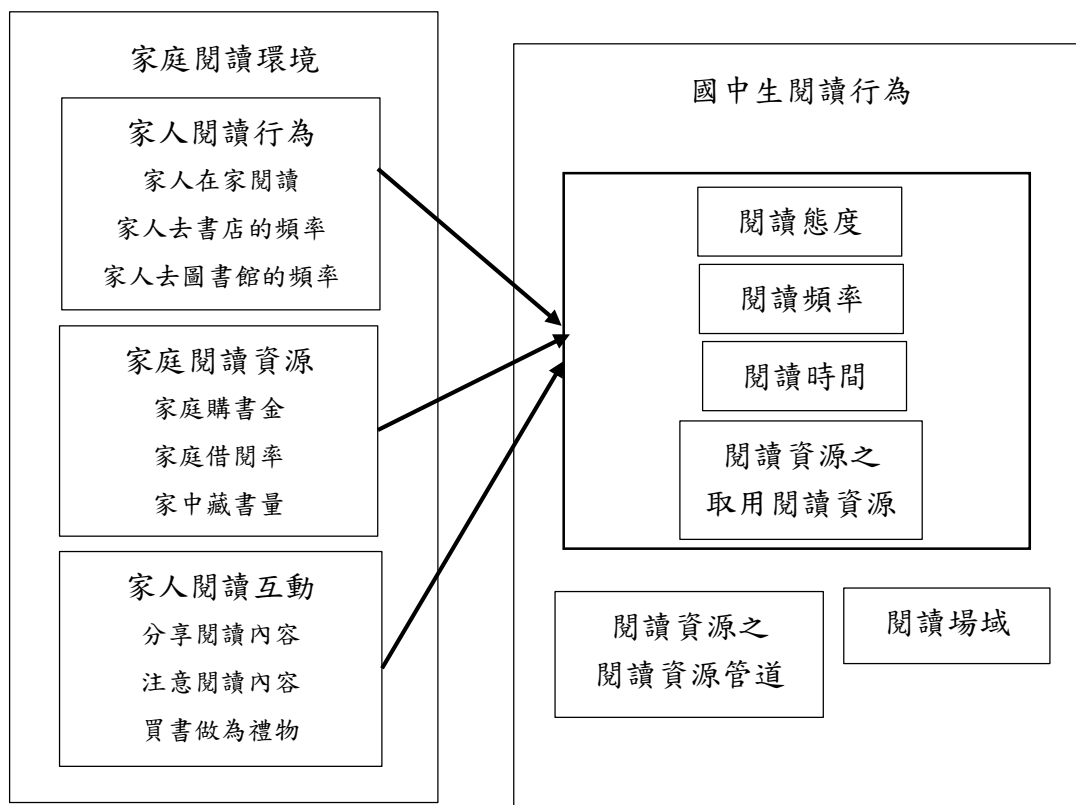 家庭閱讀環境
家人閱讀行為
家人在家閱讀
家人去書店的頻率
家人去圖書館的頻率
家庭閱讀資源
家庭購書金
家庭借閱率
家中藏書量
家人閱讀互動
分享閱讀內容
注意閱讀內容
買書做為禮物
國中生閱讀行為
閱讀態度
閱讀頻率
閱讀時間
閱讀資源之
取用閱讀資源
閱讀資源之
閱讀資源管道
閱讀場域